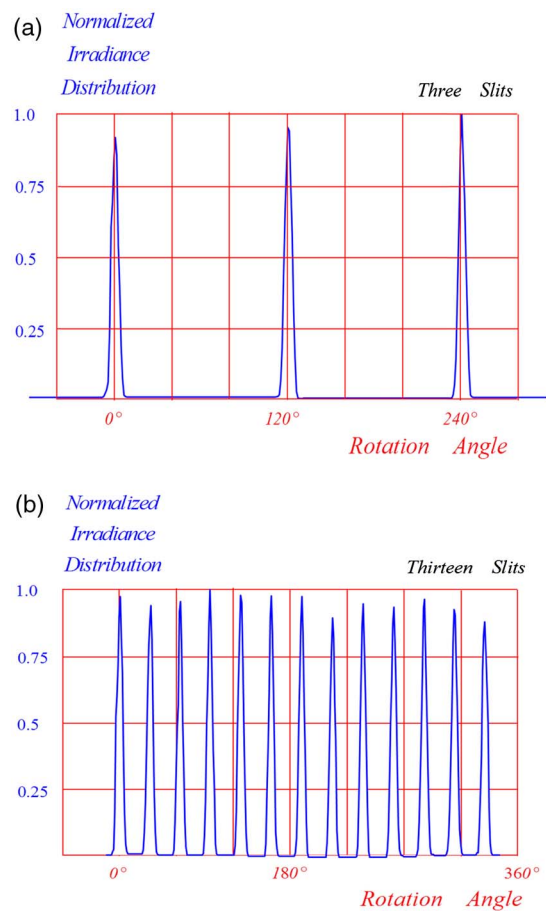 (a)
Normalized
Irradiance
Distribution
Three Slits
1.0
0.75
0.5
0.25
0°
120°
240°
Rotation Angle
(b)
Normalized
Irradiance
Distribution
Thirteen Slits
1.0
0.75
0.5
0.25
0°
180°
360°
Rotation Angle